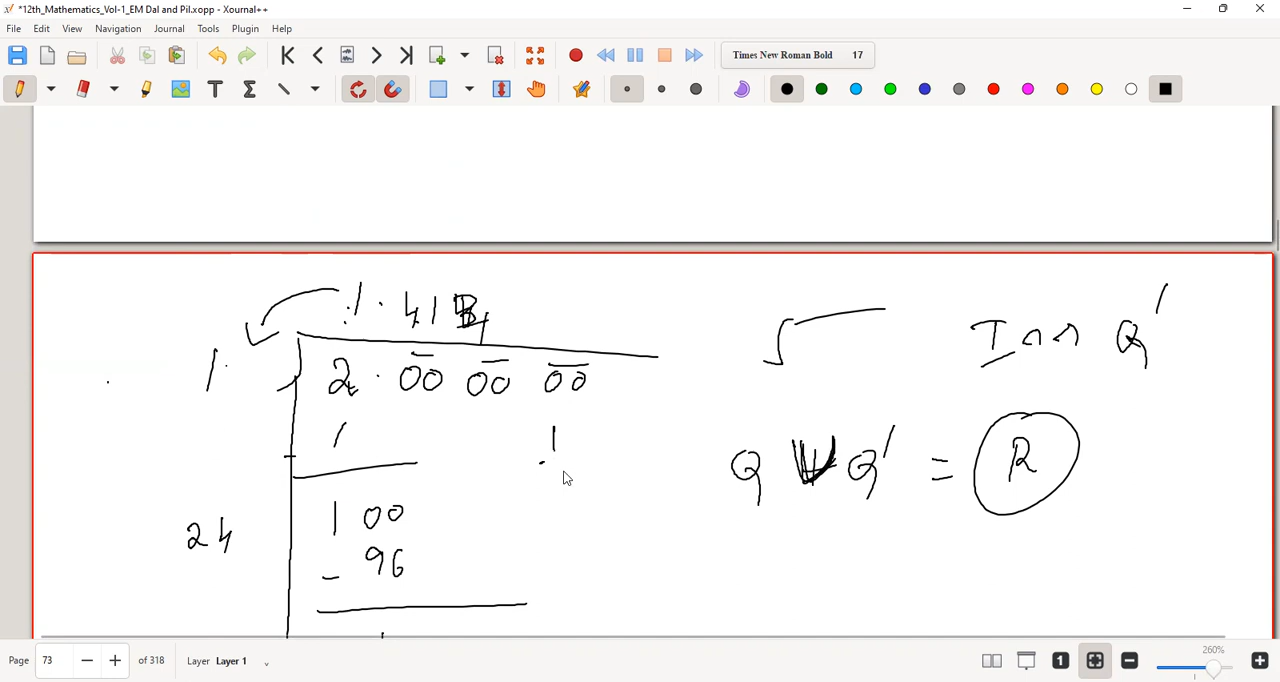 *12th_Mathematics_Vol-1_EM Dal and Pil.xopp - Xournal++
File Edit View Navigation Journal Tools Plugin Help
Times New Roman Bold 17
1 . 41
1 .
2 . 00 00 00
1
1 00
24
- 96
√
Q'
Q ∪ Q' = R
Page 73 of 318 Layer Layer 1
260%